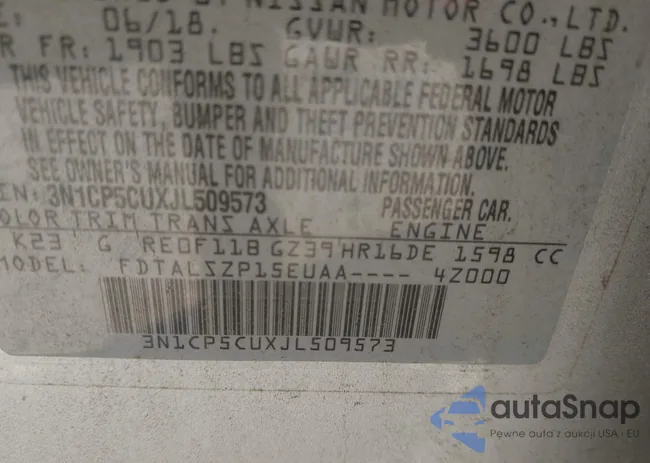 NISSAN MOTOR CO., LTD.
06/18. GVWR: 3600 LBS
R FR: 1903 LBS GAWR RR: 1698 LBS
THIS VEHICLE CONFORMS TO ALL APPLICABLE FEDERAL MOTOR
VEHICLE SAFETY, BUMPER AND THEFT PREVENTION STANDARDS
IN EFFECT ON THE DATE OF MANUFACTURE SHOWN ABOVE.
SEE OWNER'S MANUAL FOR ADDITIONAL INFORMATION.
IN: 3N1CP5CUXJL509573 PASSENGER CAR.
OLOR TRIM TRANS AXLE ENGINE
K23 G RE0F11B GZ39 HR16DE 1598 CC
MODEL: FDTALSZP15EUAA---- 4Z000
3N1CP5CUXJL509573
autaSnap
Pewne auta z aukcji USA · EU